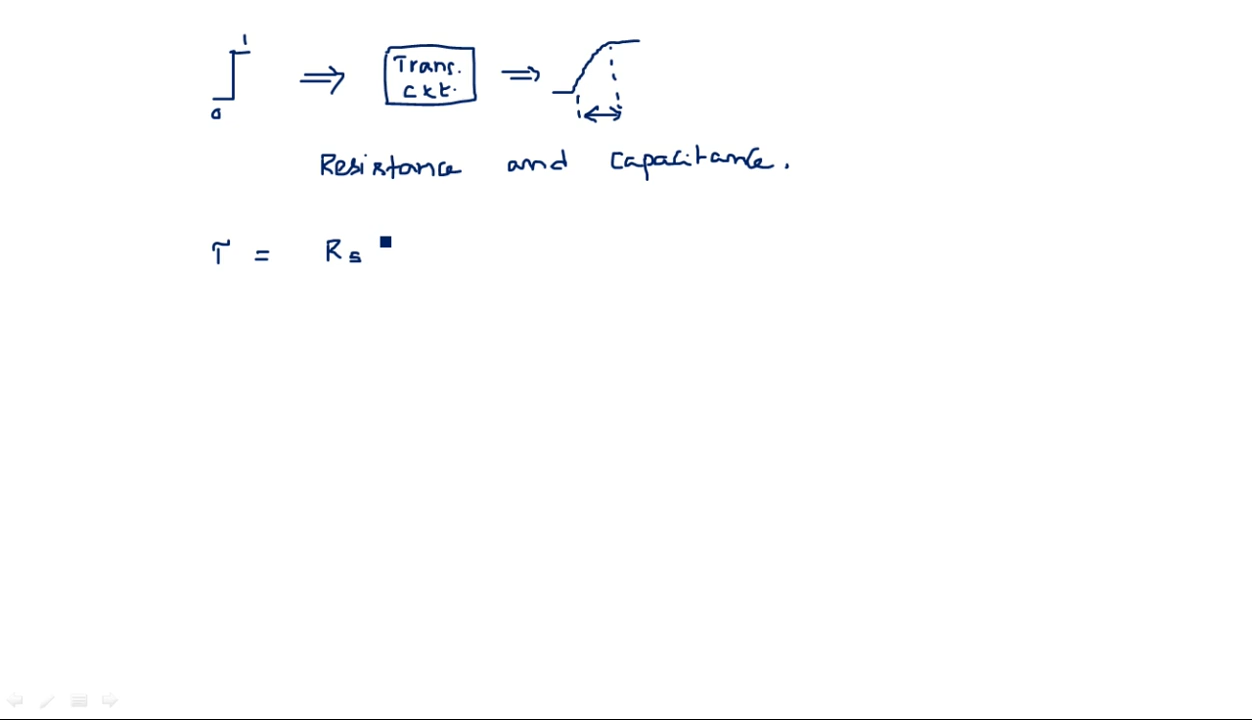 0 1 ⇒ Trans. ⇒
ckt.
Resistance and Capacitance.
τ = Rs